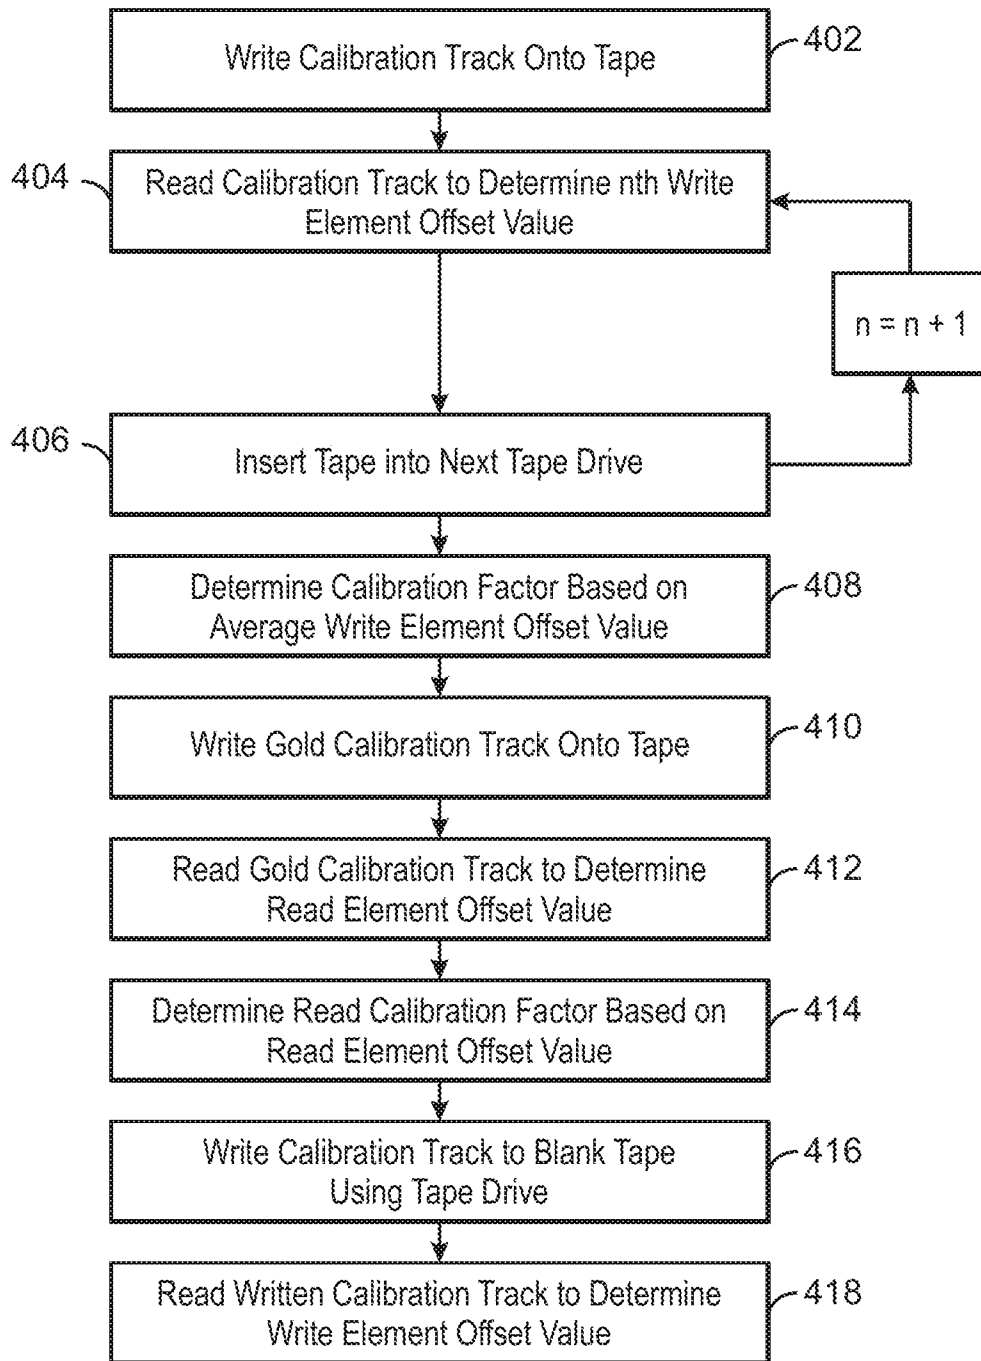 Write Calibration Track Onto Tape
402
404
Read Calibration Track to Determine nth Write
Element Offset Value
n = n + 1
406
Insert Tape into Next Tape Drive
Determine Calibration Factor Based on
Average Write Element Offset Value
408
Write Gold Calibration Track Onto Tape
410
Read Gold Calibration Track to Determine
Read Element Offset Value
412
Determine Read Calibration Factor Based on
Read Element Offset Value
414
Write Calibration Track to Blank Tape
Using Tape Drive
416
Read Written Calibration Track to Determine
Write Element Offset Value
418